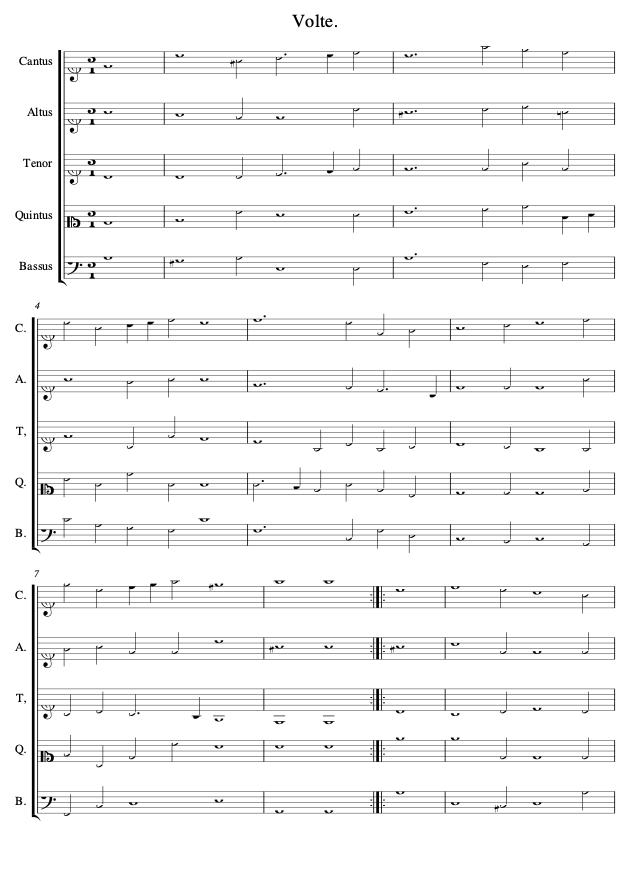 Volte.
Cantus
Altus
Tenor
Quintus
Bassus
4
C.
A.
T,
Q.
B.
7
C.
A.
T,
Q.
B.